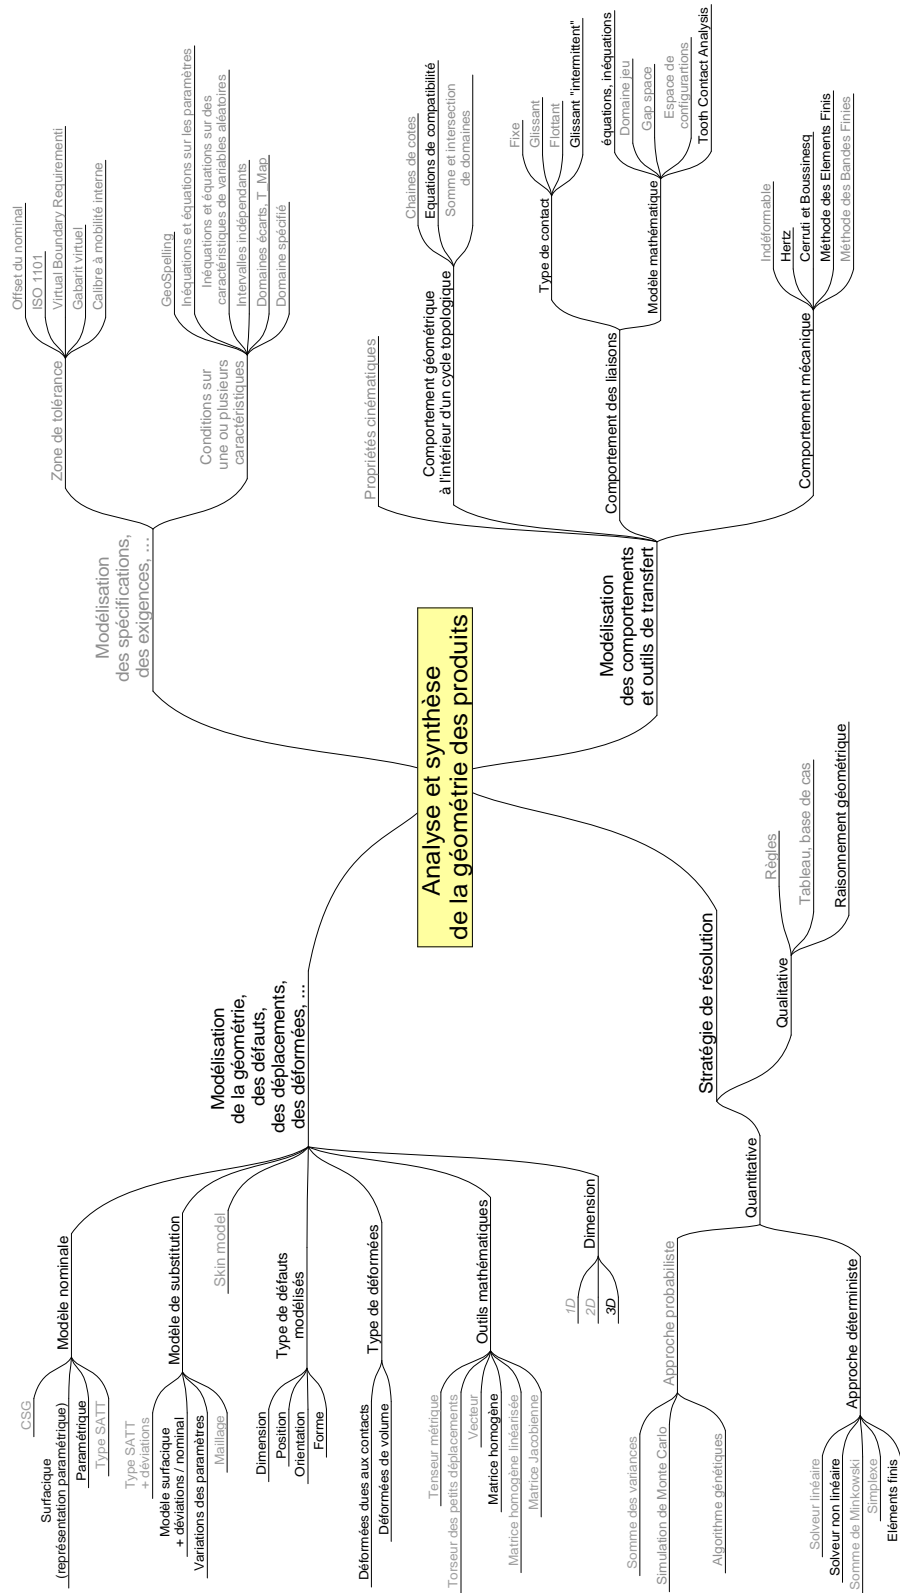 Analyse et synthèse
de la géométrie des produits
Modélisation
de la géométrie,
des défauts,
des déplacements,
des déformées, ...
Modèle nominale
CSG
Surfacique
(représentation paramétrique)
Paramétrique
Type SATT
Modèle de substitution
Type SATT
+ déviations
Modèle surfacique
+ déviations / nominal
Variations des paramètres
Maillage
Skin model
Type de défauts
modélisés
Dimension
Position
Orientation
Forme
Type de déformées
Déformées dues aux contacts
Déformées de volume
Outils mathématiques
Tenseur métrique
Torseur des petits déplacements
Vecteur
Matrice homogène
Matrice homogène linéarisée
Matrice Jacobienne
Dimension
1D
2D
3D
Modélisation
des spécifications,
des exigences, ...
Zone de tolérance
Offset du nominal
ISO 1101
Virtual Boundary Requirementi
Gabarit virtuel
Calibre à mobilité interne
Conditions sur
une ou plusieurs
caractéristiques
GeoSpelling
Inéquations et équations sur les paramètres
Inéquations et équations sur des
caractéristiques de variables aléatoires
Intervalles indépendants
Domaines écarts, T_Map
Domaine spécifié
Modélisation
des comportements
et outils de transfert
Propriétés cinématiques
Comportement géométrique
à l'intérieur d'un cycle topologique
Chaines de cotes
Equations de compatibilité
Somme et intersection
de domaines
Comportement des liaisons
Type de contact
Fixe
Glissant
Flottant
Glissant "intermittent"
Modèle mathématique
équations, inéquations
Domaine jeu
Gap space
Espace de
configurartions
Tooth Contact Analysis
Comportement mécanique
Indéformable
Hertz
Cerruti et Boussinesq
Méthode des Elements Finis
Méthode des Bandes Finies
Stratégie de résolution
Qualitative
Règles
Tableau, base de cas
Raisonnement géométrique
Quantitative
Approche probabiliste
Somme des variances
Simulation de Monte Carlo
Algorithme génétiques
Approche déterministe
Solveur linéaire
Solveur non linéaire
Somme de Minkowski
Simplexe
Eléments finis